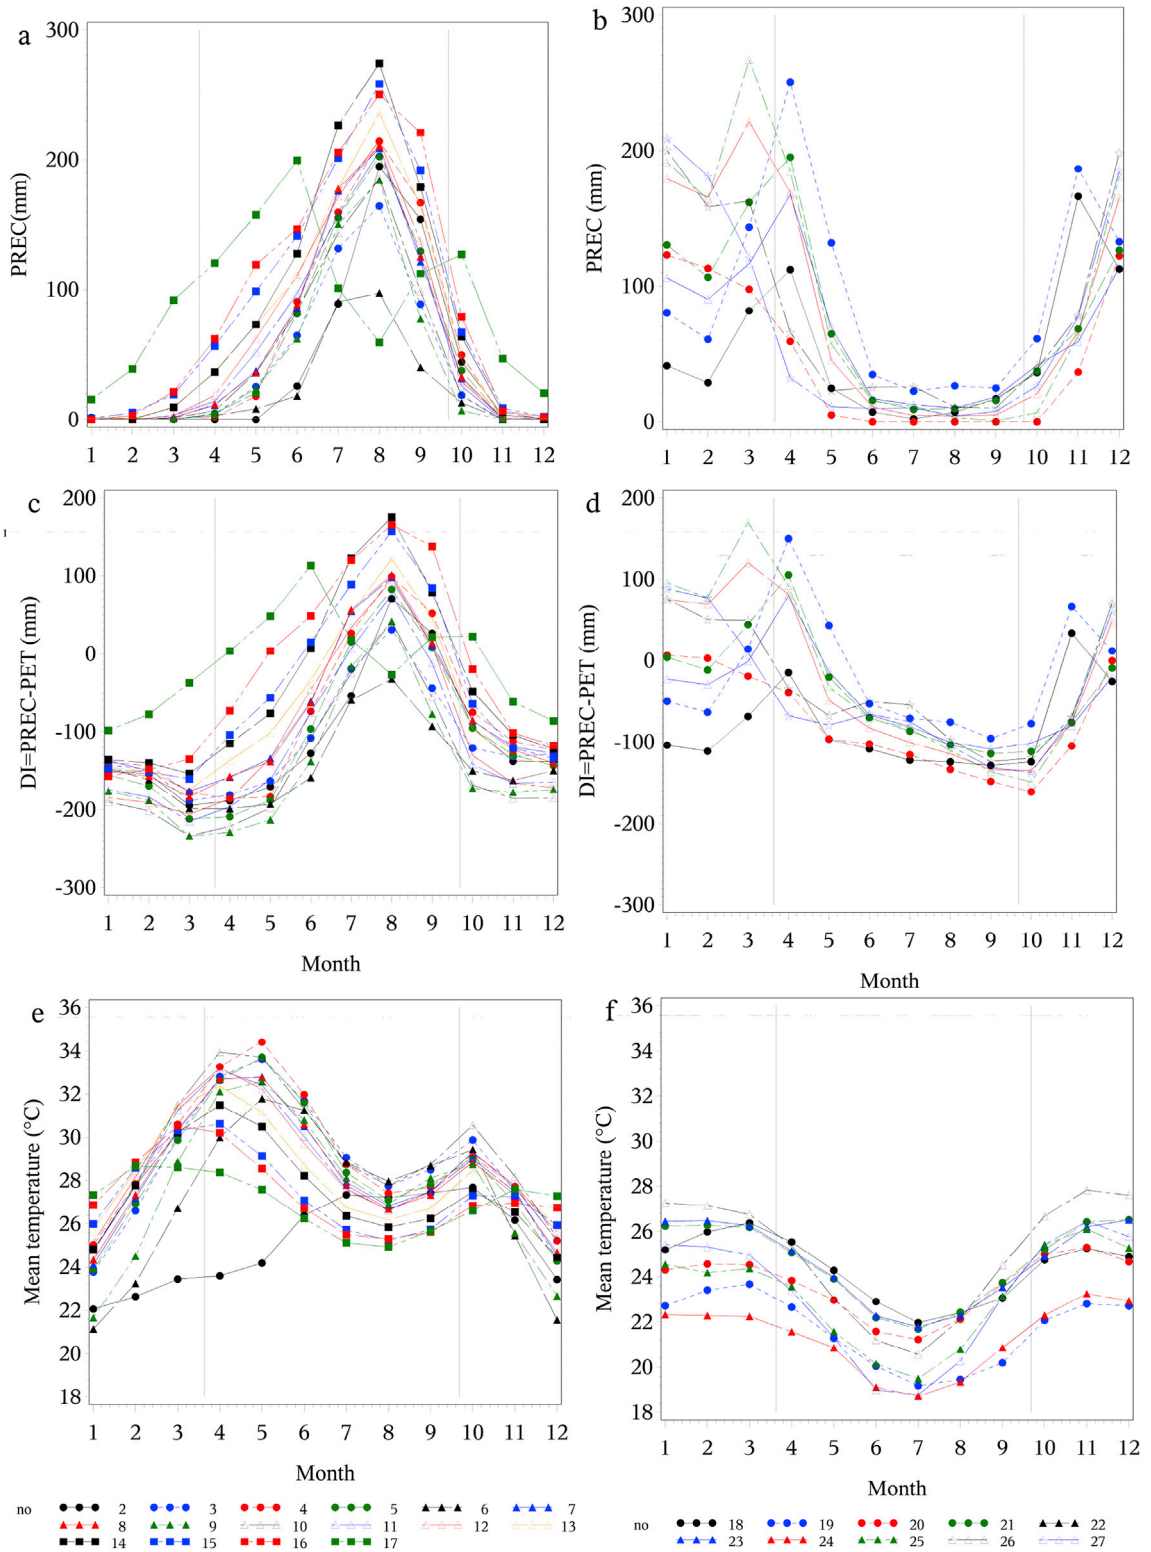 a
300
200
100
0
PREC(mm)
1 2 3 4 5 6 7 8 9 10 11 12
b
300
200
100
0
PREC (mm)
1 2 3 4 5 6 7 8 9 10 11 12
c
200
100
0
-100
-200
-300
DI=PREC-PET (mm)
1 2 3 4 5 6 7 8 9 10 11 12
Month
d
200
100
0
-100
-200
-300
DI=PREC-PET (mm)
1 2 3 4 5 6 7 8 9 10 11 12
Month
e
36
34
32
30
28
26
24
22
20
18
Mean temperature (°C)
1 2 3 4 5 6 7 8 9 10 11 12
Month
f
36
34
32
30
28
26
24
22
20
18
Mean temperature (°C)
1 2 3 4 5 6 7 8 9 10 11 12
Month
no 2 3 4 5 6 7
8 9 10 11 12 13
14 15 16 17
no 18 19 20 21 22
23 24 25 26 27